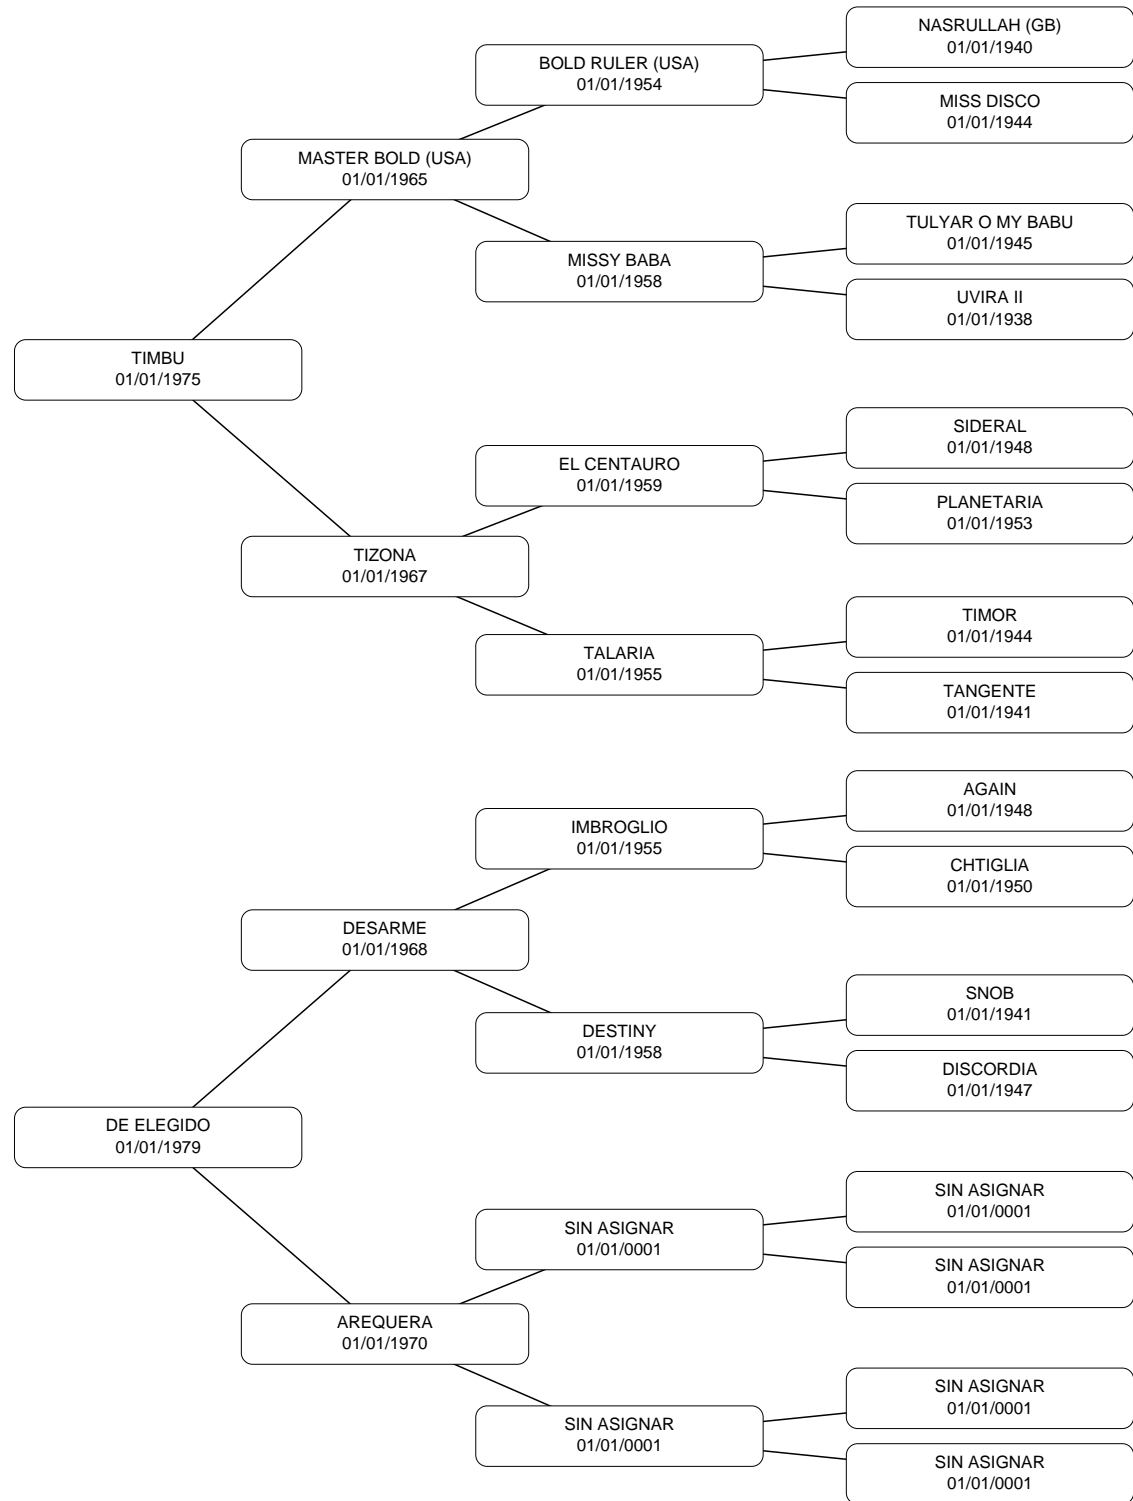 NASRULLAH (GB)
01/01/1940
BOLD RULER (USA)
01/01/1954
MISS DISCO
01/01/1944
MASTER BOLD (USA)
01/01/1965
TULYAR O MY BABU
01/01/1945
MISSY BABA
01/01/1958
UVIRA II
01/01/1938
TIMBU
01/01/1975
SIDERAL
01/01/1948
EL CENTAURO
01/01/1959
PLANETARIA
01/01/1953
TIZONA
01/01/1967
TIMOR
01/01/1944
TALARIA
01/01/1955
TANGENTE
01/01/1941
AGAIN
01/01/1948
IMBROGLIO
01/01/1955
CHTIGLIA
01/01/1950
DESARME
01/01/1968
SNOB
01/01/1941
DESTINY
01/01/1958
DISCORDIA
01/01/1947
DE ELEGIDO
01/01/1979
SIN ASIGNAR
01/01/0001
SIN ASIGNAR
01/01/0001
SIN ASIGNAR
01/01/0001
AREQUERA
01/01/1970
SIN ASIGNAR
01/01/0001
SIN ASIGNAR
01/01/0001
SIN ASIGNAR
01/01/0001